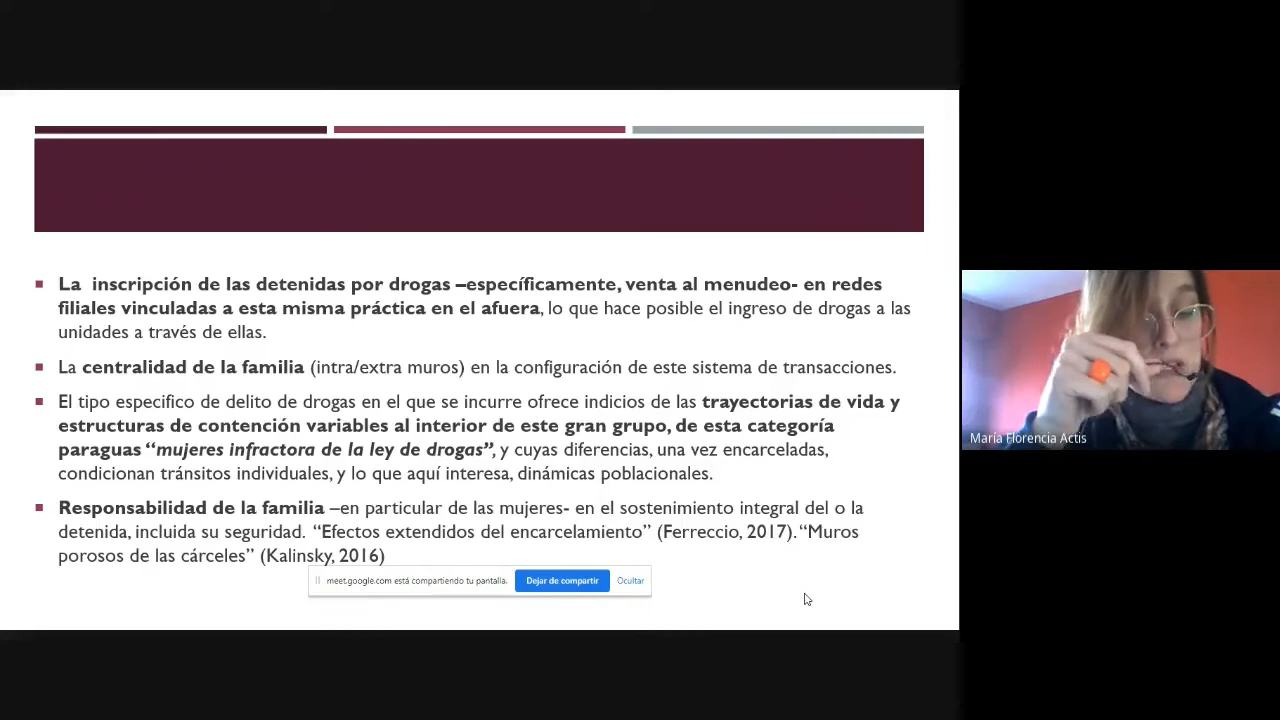 La inscripción de las detenidas por drogas –específicamente, venta al menudeo- en redes
filiales vinculadas a esta misma práctica en el afuera, lo que hace posible el ingreso de drogas a las
unidades a través de ellas.
La centralidad de la familia (intra/extra muros) en la configuración de este sistema de transacciones.
El tipo especifico de delito de drogas en el que se incurre ofrece indicios de las trayectorias de vida y
estructuras de contención variables al interior de este gran grupo, de esta categoría
paraguas “mujeres infractora de la ley de drogas”, y cuyas diferencias, una vez encarceladas,
condicionan tránsitos individuales, y lo que aquí interesa, dinámicas poblacionales.
Responsabilidad de la familia –en particular de las mujeres- en el sostenimiento integral del o la
detenida, incluida su seguridad. “Efectos extendidos del encarcelamiento” (Ferreccio, 2017). “Muros
porosos de las cárceles” (Kalinsky, 2016)
meet.google.com está compartiendo tu pantalla. Dejar de compartir Ocultar
María Florencia Actis